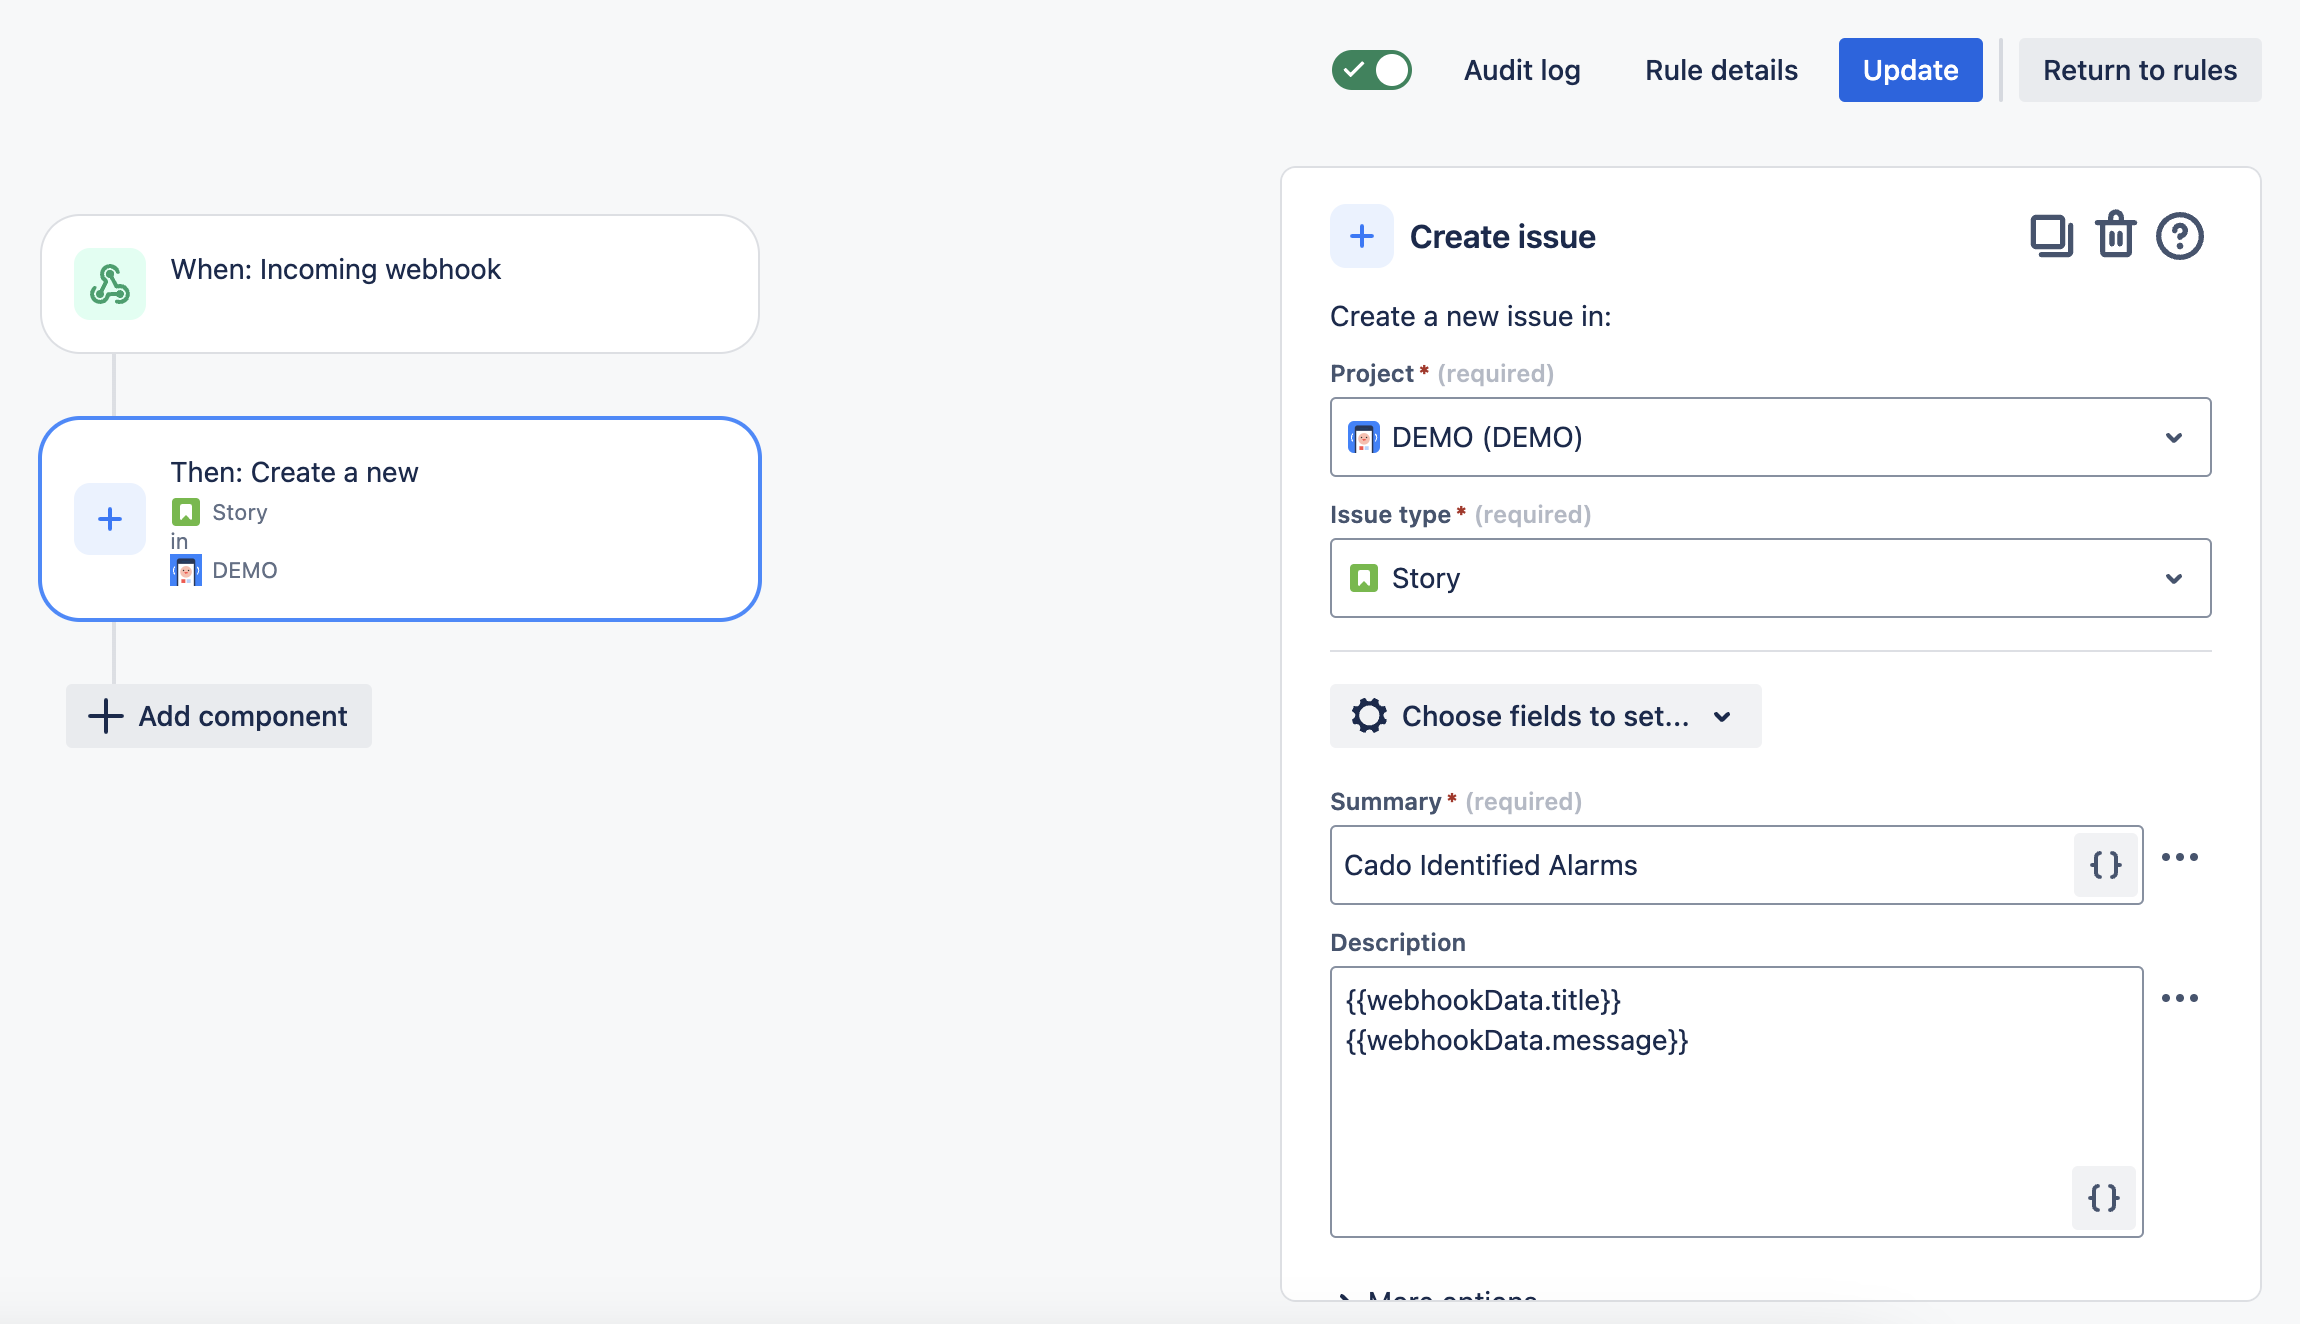 Audit log
Rule details
Update
Return to rules
When: Incoming webhook
Then: Create a new
Story
in
DEMO
Add component
Create issue
Create a new issue in:
Project * (required)
DEMO (DEMO)
Issue type * (required)
Story
Choose fields to set...
Summary * (required)
Cado Identified Alarms
{}
Description
{{webhookData.title}}
{{webhookData.message}}
{}
More options